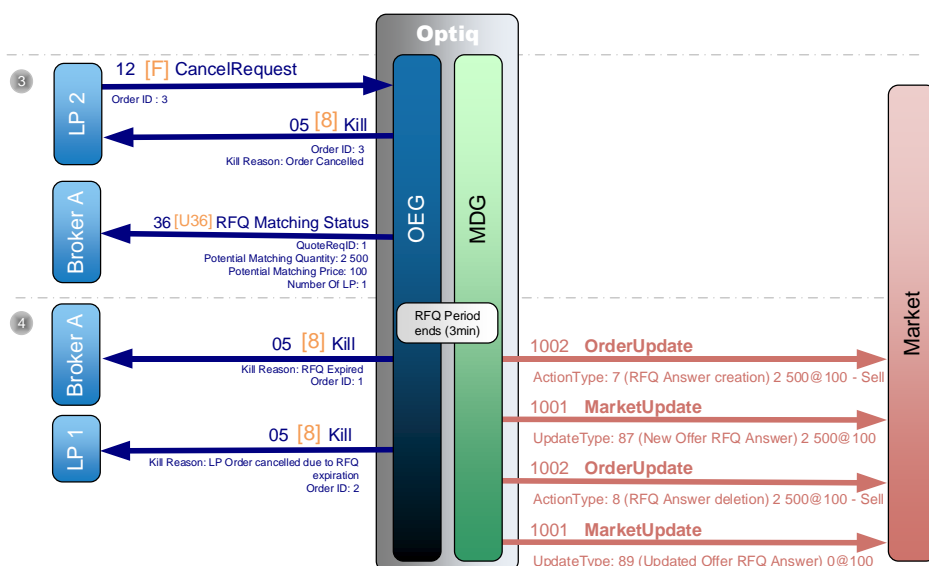 Optiq
3
LP 2
12 [F] CancelRequest
Order ID : 3
05 [8] Kill
Order ID: 3
Kill Reason: Order Cancelled
Broker A
36 [U36] RFQ Matching Status
QuoteReqID: 1
Potential Matching Quantity: 2 500
Potential Matching Price: 100
Number Of LP: 1
OEG
MDG
Market
4
RFQ Period
ends (3min)
Broker A
05 [8] Kill
Kill Reason: RFQ Expired
Order ID: 1
LP 1
05 [8] Kill
Kill Reason: LP Order cancelled due to RFQ
expiration
Order ID: 2
1002 OrderUpdate
ActionType: 7 (RFQ Answer creation) 2 500@100 - Sell
1001 MarketUpdate
UpdateType: 87 (New Offer RFQ Answer) 2 500@100
1002 OrderUpdate
ActionType: 8 (RFQ Answer deletion) 2 500@100 - Sell
1001 MarketUpdate
UpdateType: 89 (Updated Offer RFQ Answer) 0@100